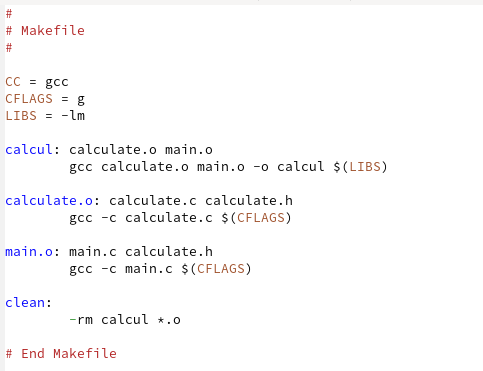 #
# Makefile
#
CC = gcc
CFLAGS = g
LIBS = -lm
calcul: calculate.o main.o
gcc calculate.o main.o -o calcul $(LIBS)
calculate.o: calculate.c calculate.h
gcc -c calculate.c $(CFLAGS)
main.o: main.c calculate.h
gcc -c main.c $(CFLAGS)
clean:
-rm calcul *.o
# End Makefile